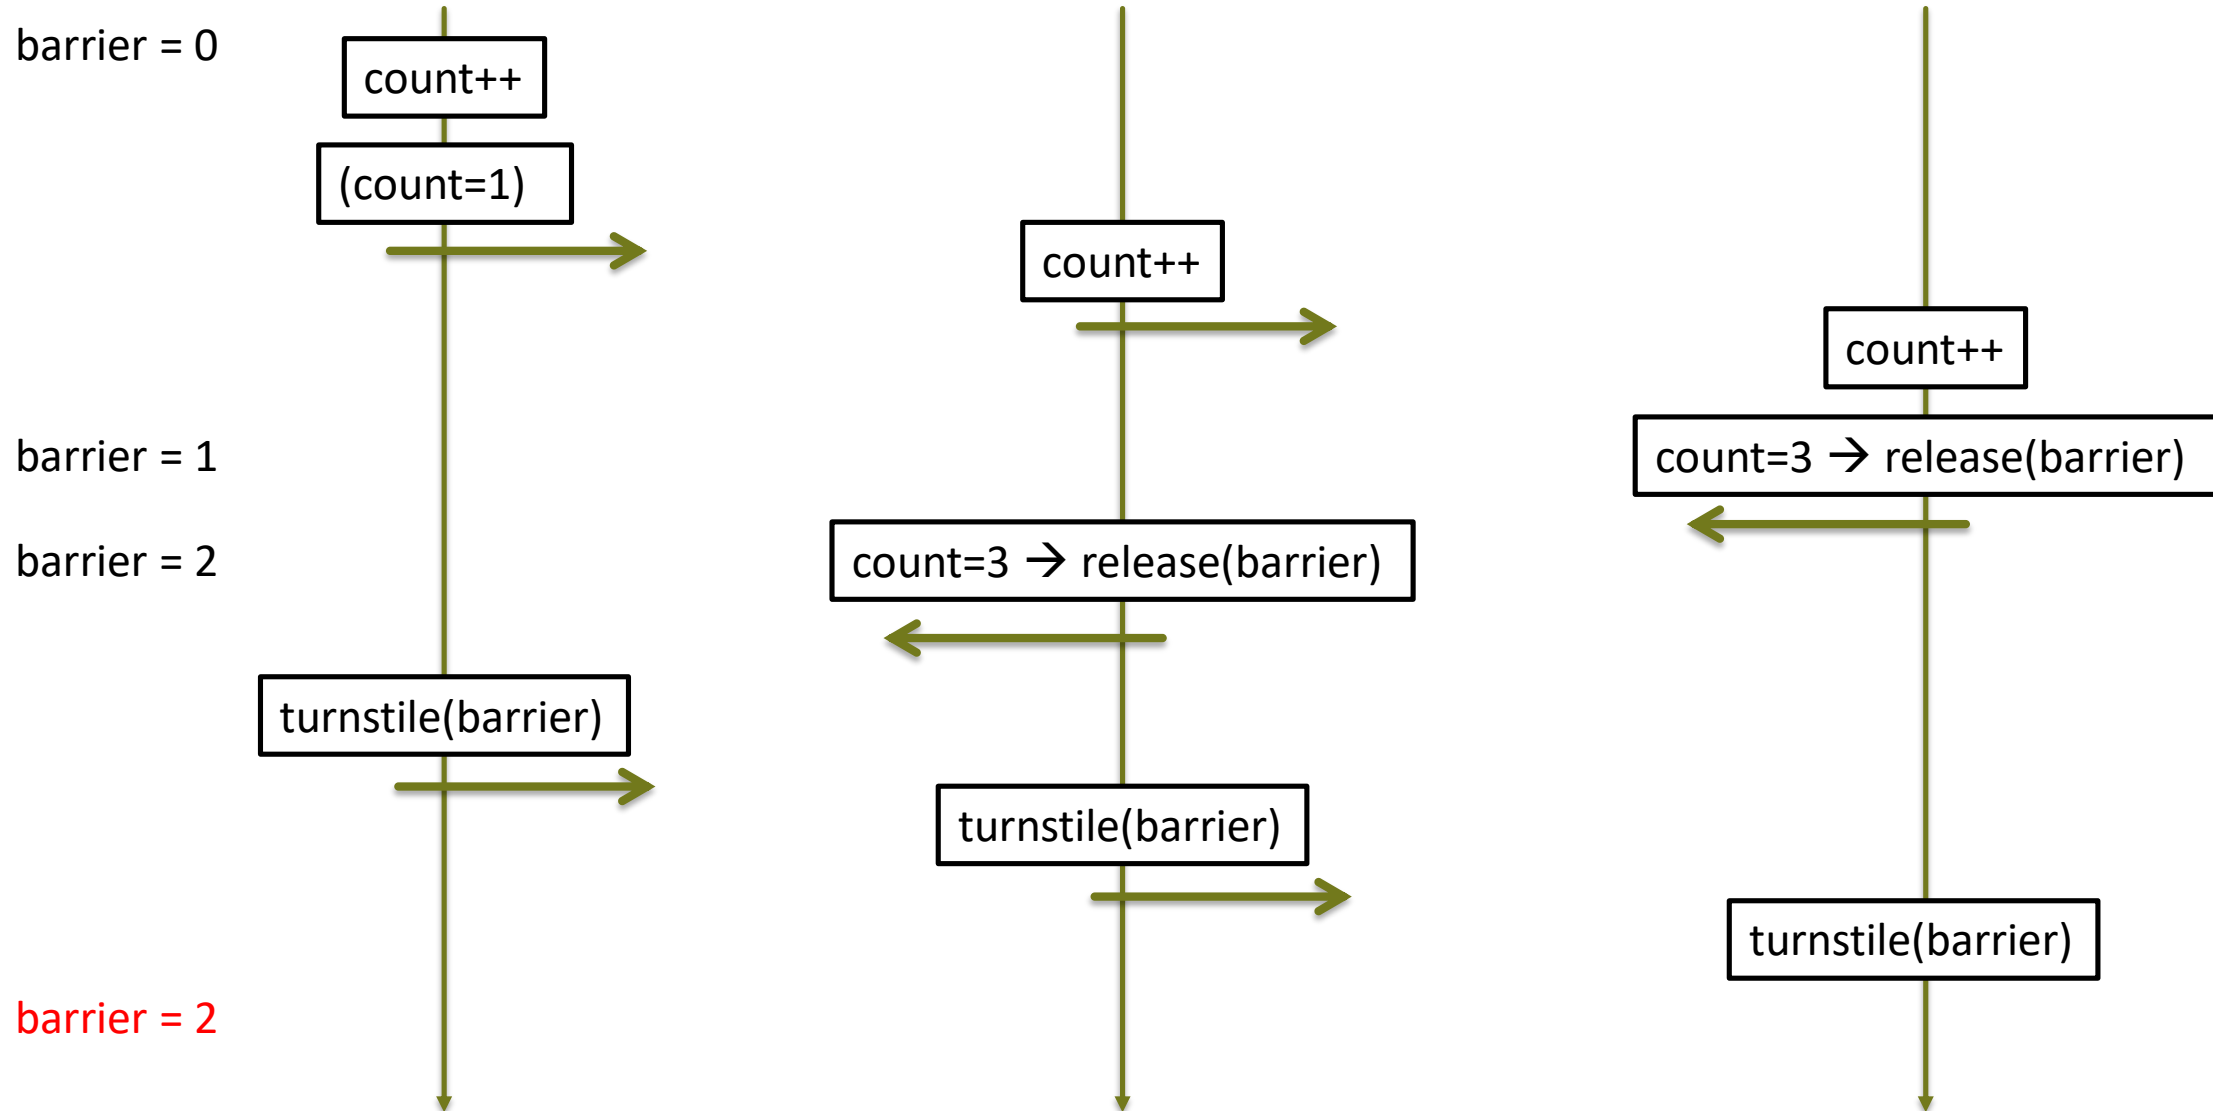 barrier = 0
count++
(count=1)
count++
count++
barrier = 1
count=3 → release(barrier)
barrier = 2
count=3 → release(barrier)
turnstile(barrier)
turnstile(barrier)
turnstile(barrier)
barrier = 2